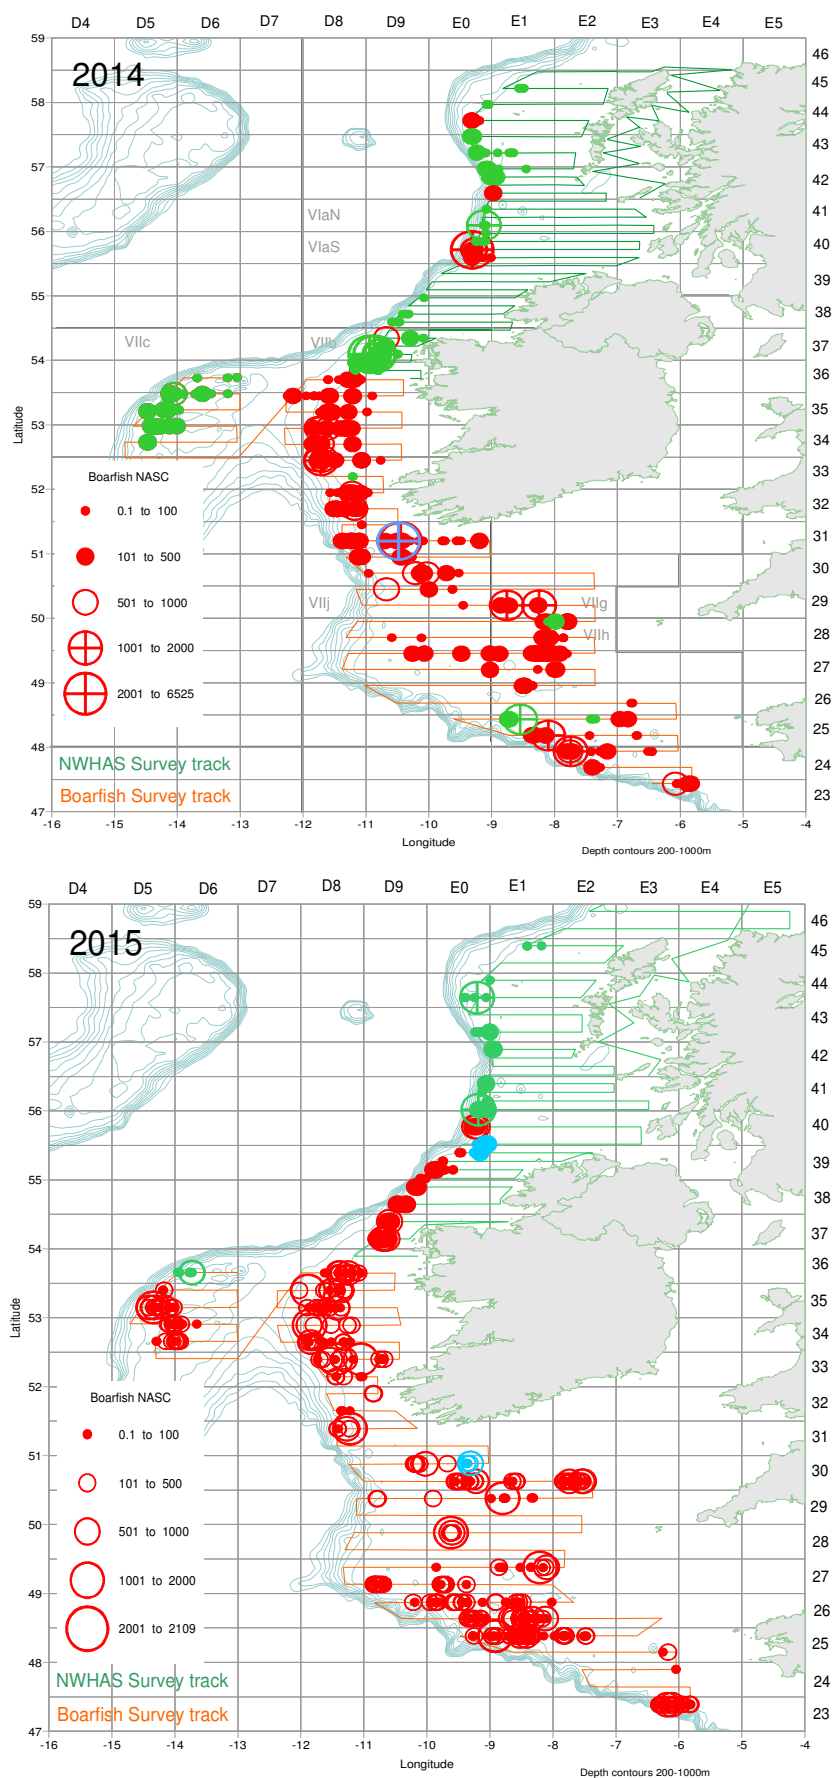 D4 D5 D6 D7 D8 D9 E0 E1 E2 E3 E4 E5
2014
59
58
57
56
55
54
53
52
51
50
49
48
47
Latitude
46
45
44
43
42
41
40
39
38
37
36
35
34
33
32
31
30
29
28
27
26
25
24
23
VIaN
VIaS
VIIc
VIIb
VIIj
VIIg
VIIh
Boarfish NASC
0.1 to 100
101 to 500
501 to 1000
1001 to 2000
2001 to 6525
NWHAS Survey track
Boarfish Survey track
-16 -15 -14 -13 -12 -11 -10 -9 -8 -7 -6 -5 -4
Longitude
Depth contours 200-1000m
D4 D5 D6 D7 D8 D9 E0 E1 E2 E3 E4 E5
2015
59
58
57
56
55
54
53
52
51
50
49
48
47
Latitude
46
45
44
43
42
41
40
39
38
37
36
35
34
33
32
31
30
29
28
27
26
25
24
23
Boarfish NASC
0.1 to 100
101 to 500
501 to 1000
1001 to 2000
2001 to 2109
NWHAS Survey track
Boarfish Survey track
-16 -15 -14 -13 -12 -11 -10 -9 -8 -7 -6 -5 -4
Longitude
Depth contours 200-1000m